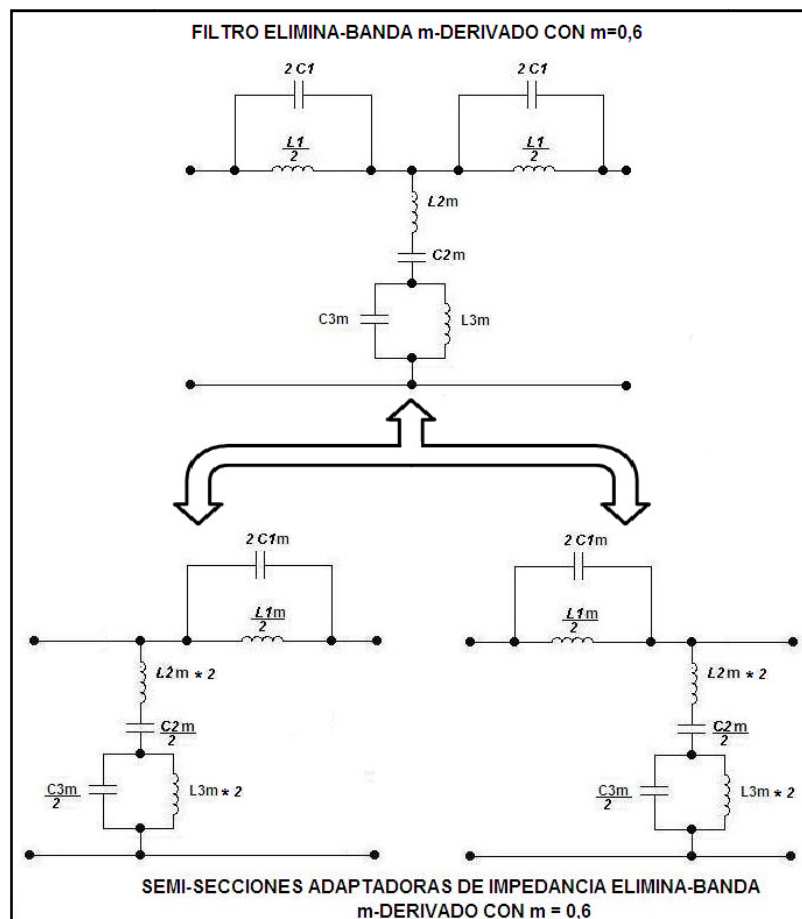 FILTRO ELIMINA-BANDA m-DERIVADO CON m=0,6
2 C1
2 C1
L1
2
L1
2
L2m
C2m
C3m
L3m
2 C1m
2 C1m
L1m
2
L1m
2
L2m * 2
L2m * 2
C2m
2
C2m
2
C3m
2
L3m * 2
C3m
2
L3m * 2
SEMI-SECCIONES ADAPTADORAS DE IMPEDANCIA ELIMINA-BANDA
m-DERIVADO CON m = 0,6